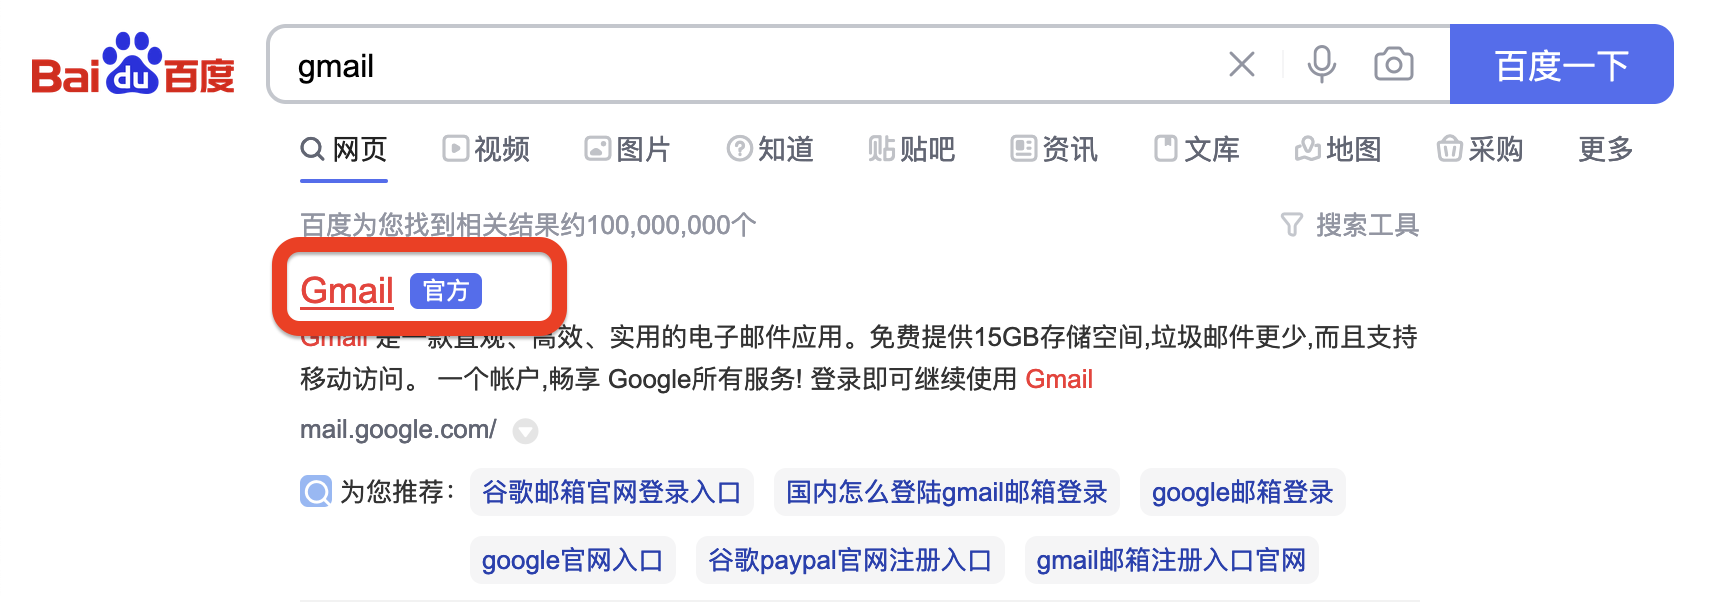 Baidu百度 gmail 百度一下
网页 视频 图片 知道 贴吧 资讯 文库 地图 采购 更多
百度为您找到相关结果约100,000,000个 搜索工具
Gmail 官方
Gmail 是一款直观、高效、实用的电子邮件应用。免费提供15GB存储空间,垃圾邮件更少,而且支持
移动访问。 一个帐户,畅享 Google所有服务! 登录即可继续使用 Gmail
mail.google.com/
为您推荐: 谷歌邮箱官网登录入口 国内怎么登陆gmail邮箱登录 google邮箱登录
google官网入口 谷歌paypal官网注册入口 gmail邮箱注册入口官网